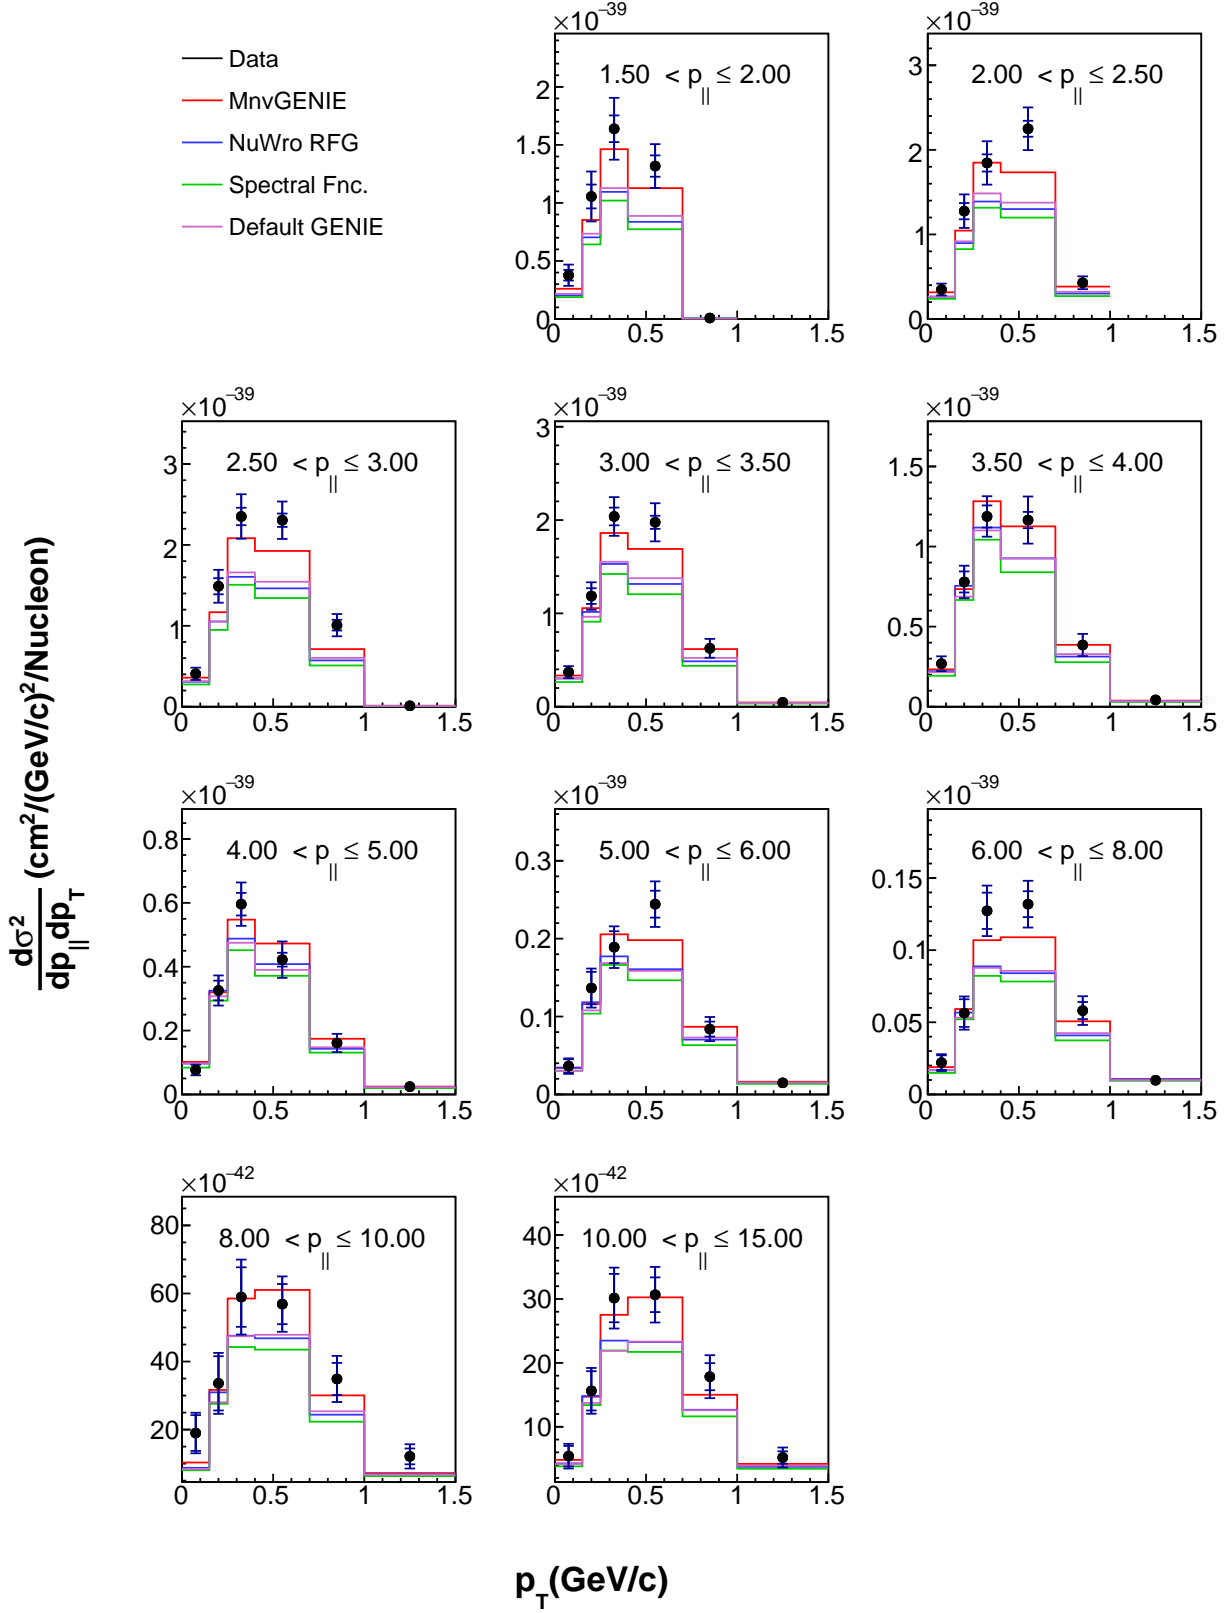 Data
MnvGENIE
NuWro RFG
Spectral Fnc.
Default GENIE
×10⁻³⁹
1.50 < p_|| ≤ 2.00
2
1.5
1
0.5
0
0 0.5 1 1.5
×10⁻³⁹
2.00 < p_|| ≤ 2.50
3
2
1
0
0 0.5 1 1.5
×10⁻³⁹
2.50 < p_|| ≤ 3.00
3
2
1
0
0 0.5 1 1.5
×10⁻³⁹
3.00 < p_|| ≤ 3.50
3
2
1
0
0 0.5 1 1.5
×10⁻³⁹
3.50 < p_|| ≤ 4.00
1.5
1
0.5
0
0 0.5 1 1.5
×10⁻³⁹
4.00 < p_|| ≤ 5.00
0.8
0.6
0.4
0.2
0
0 0.5 1 1.5
×10⁻³⁹
5.00 < p_|| ≤ 6.00
0.3
0.2
0.1
0
0 0.5 1 1.5
×10⁻³⁹
6.00 < p_|| ≤ 8.00
0.15
0.1
0.05
0
0 0.5 1 1.5
×10⁻⁴²
8.00 < p_|| ≤ 10.00
80
60
40
20
0 0.5 1 1.5
×10⁻⁴²
10.00 < p_|| ≤ 15.00
40
30
20
10
0 0.5 1 1.5
dσ²
dp_||dp_T
(cm²/(GeV/c)²/Nucleon)
p_T(GeV/c)